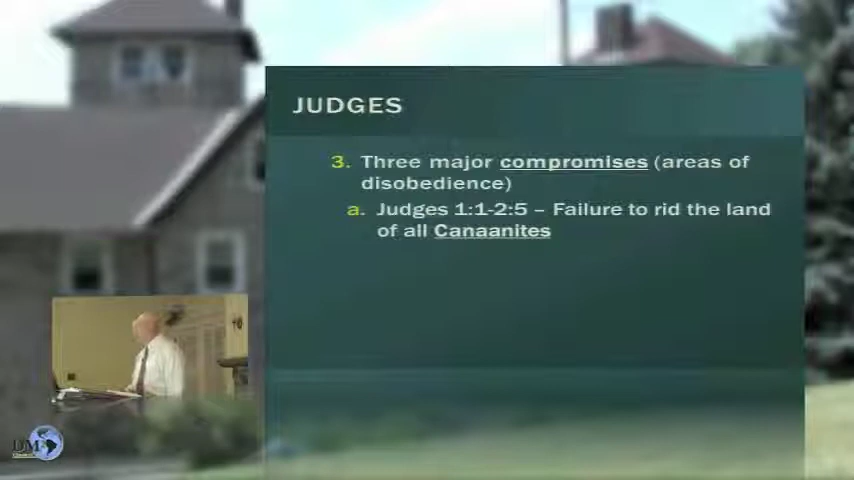 JUDGES
3. Three major compromises (areas of
disobedience)
a. Judges 1:1-2:5 – Failure to rid the land
of all Canaanites
DM